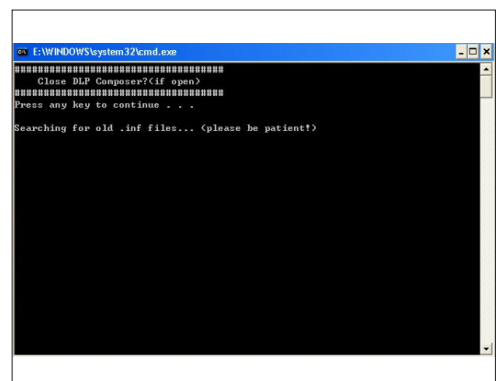 E:\WINDOWS\system32\cmd.exe
####################################
Close DLP Composer?(if open)
####################################
Press any key to continue . . .
Searching for old .inf files... (please be patient!)